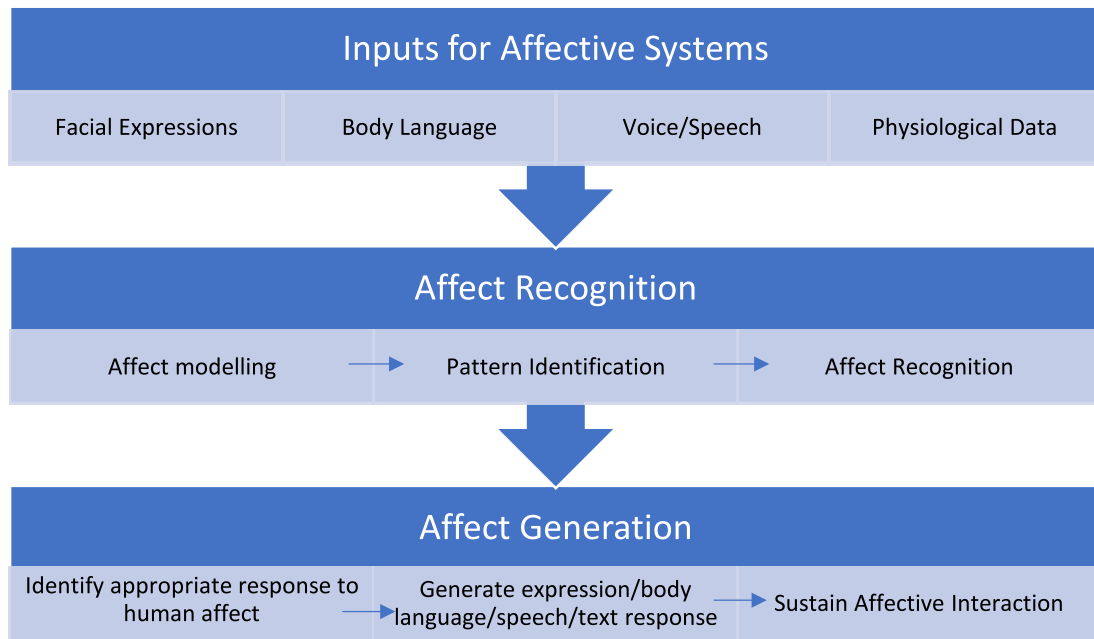 Inputs for Affective Systems
Facial Expressions
Body Language
Voice/Speech
Physiological Data
Affect Recognition
Affect modelling
Pattern Identification
Affect Recognition
Affect Generation
Identify appropriate response to
human affect
Generate expression/body
language/speech/text response
Sustain Affective Interaction